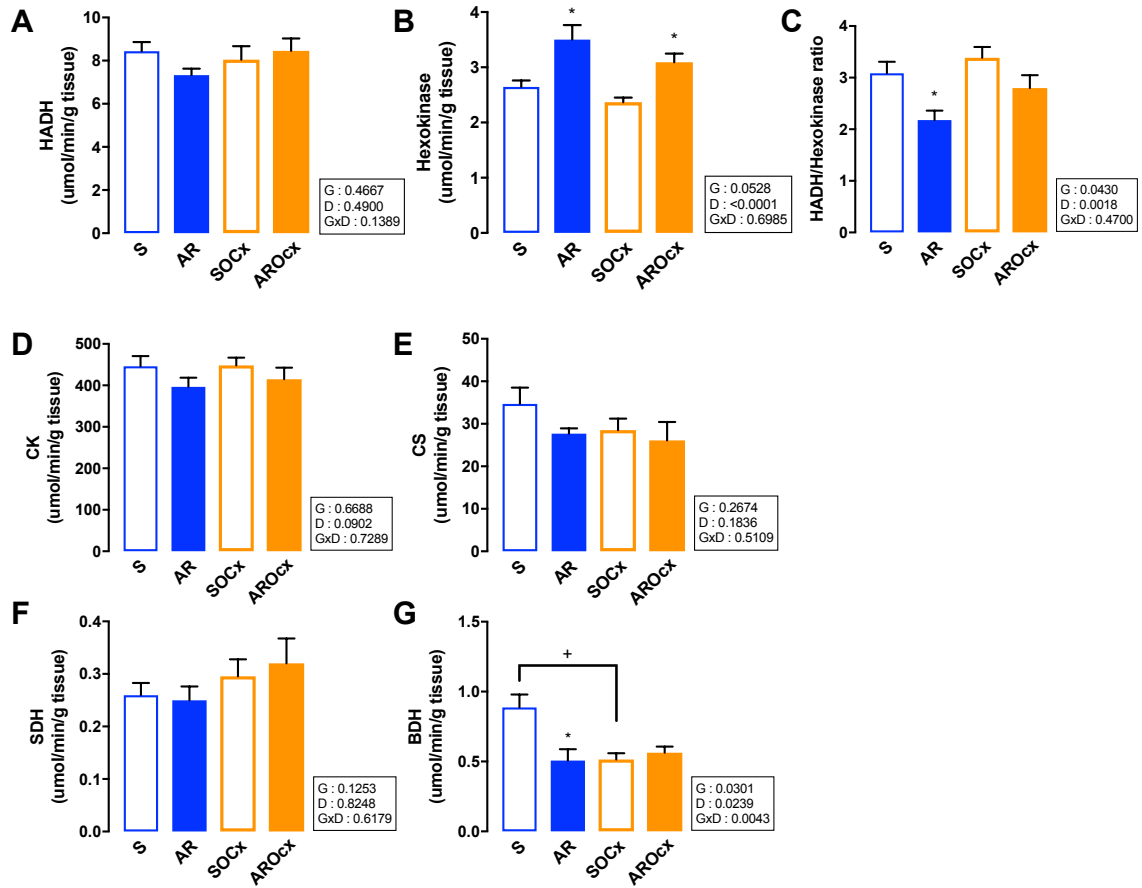 A
HADH
(umol/min/g tissue)
10
8
6
4
2
0
S
AR
SOCx
AROcx
G : 0.4667
D : 0.4900
GxD : 0.1389
B
Hexokinase
(umol/min/g tissue)
4
3
2
1
0
*
*
S
AR
SOCx
AROcx
G : 0.0528
D : <0.0001
GxD : 0.6985
C
HADH/Hexokinase ratio
4
3
2
1
0
*
S
AR
SOCx
AROcx
G : 0.0430
D : 0.0018
GxD : 0.4700
D
CK
(umol/min/g tissue)
500
400
300
200
100
0
S
AR
SOCx
AROcx
G : 0.6688
D : 0.0902
GxD : 0.7289
E
CS
(umol/min/g tissue)
50
40
30
20
10
0
S
AR
SOCx
AROcx
G : 0.2674
D : 0.1836
GxD : 0.5109
F
SDH
(umol/min/g tissue)
0.4
0.3
0.2
0.1
0.0
S
AR
SOCx
AROcx
G : 0.1253
D : 0.8248
GxD : 0.6179
G
BDH
(umol/min/g tissue)
1.5
1.0
0.5
0.0
+
*
S
AR
SOCx
AROcx
G : 0.0301
D : 0.0239
GxD : 0.0043